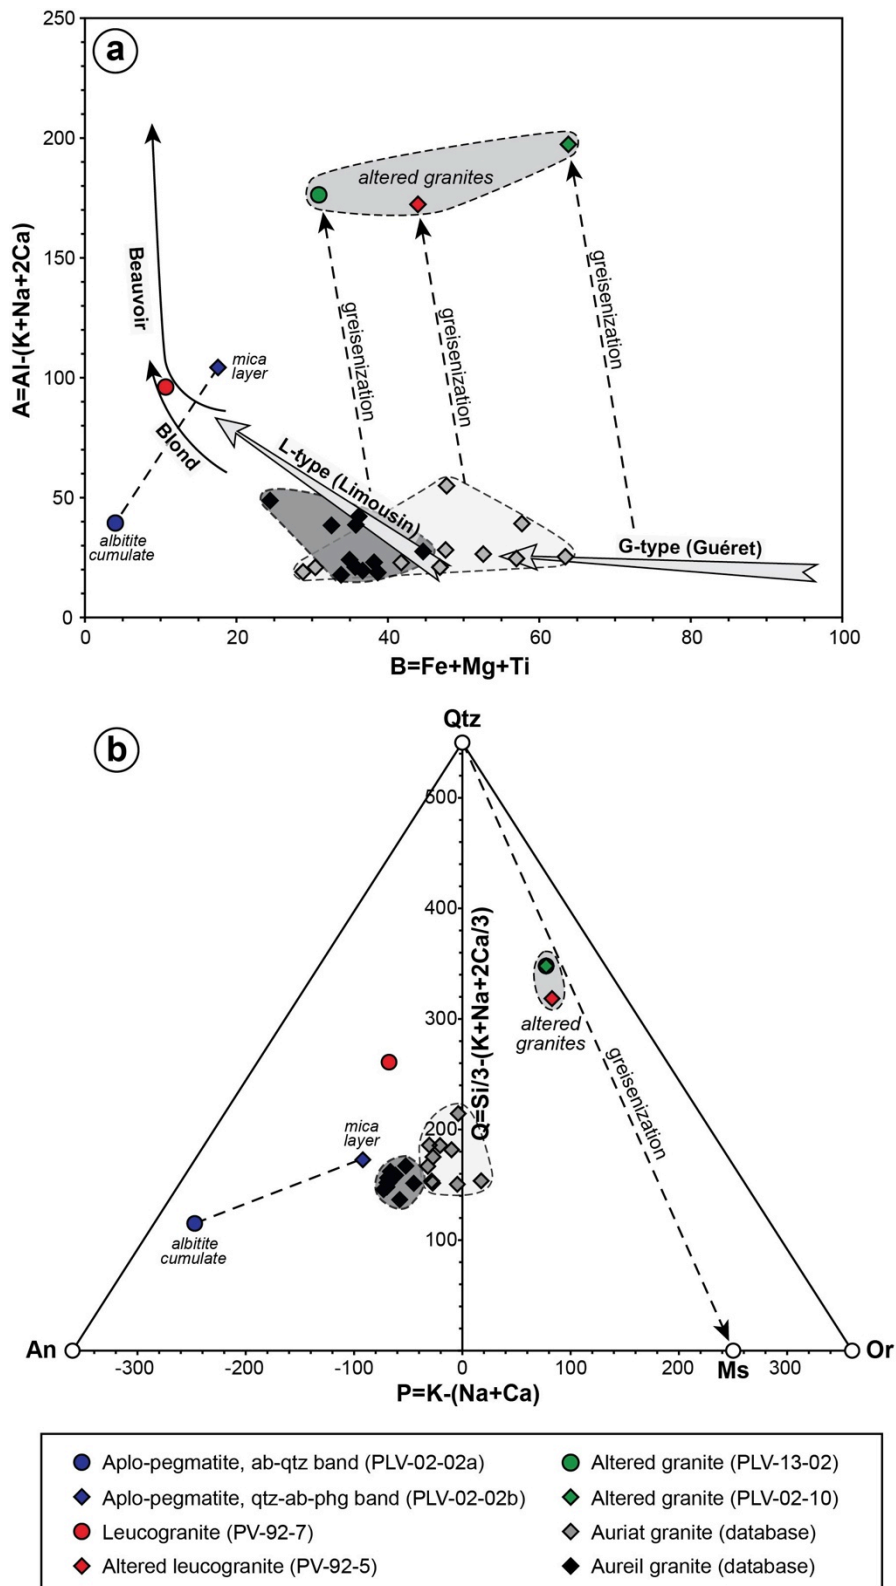 a
250
200
150
100
50
0
A=Al-(K+Na+2Ca)
altered granites
Beauvoir
mica
layer
greisenization
greisenization
greisenization
Blond
L-type (Limousin)
albitite
cumulate
G-type (Guéret)
0
20
40
60
80
100
B=Fe+Mg+Ti
b
Qtz
500
400
Q=Si/3-(K+Na+2Ca/3)
300
altered
granites
greisenization
200
mica
layer
albitite
cumulate
100
An
Or
-300
-200
-100
0
100
200
300
Ms
P=K-(Na+Ca)
Aplo-pegmatite, ab-qtz band (PLV-02-02a)
Aplo-pegmatite, qtz-ab-phg band (PLV-02-02b)
Leucogranite (PV-92-7)
Altered leucogranite (PV-92-5)
Altered granite (PLV-13-02)
Altered granite (PLV-02-10)
Auriat granite (database)
Aureil granite (database)